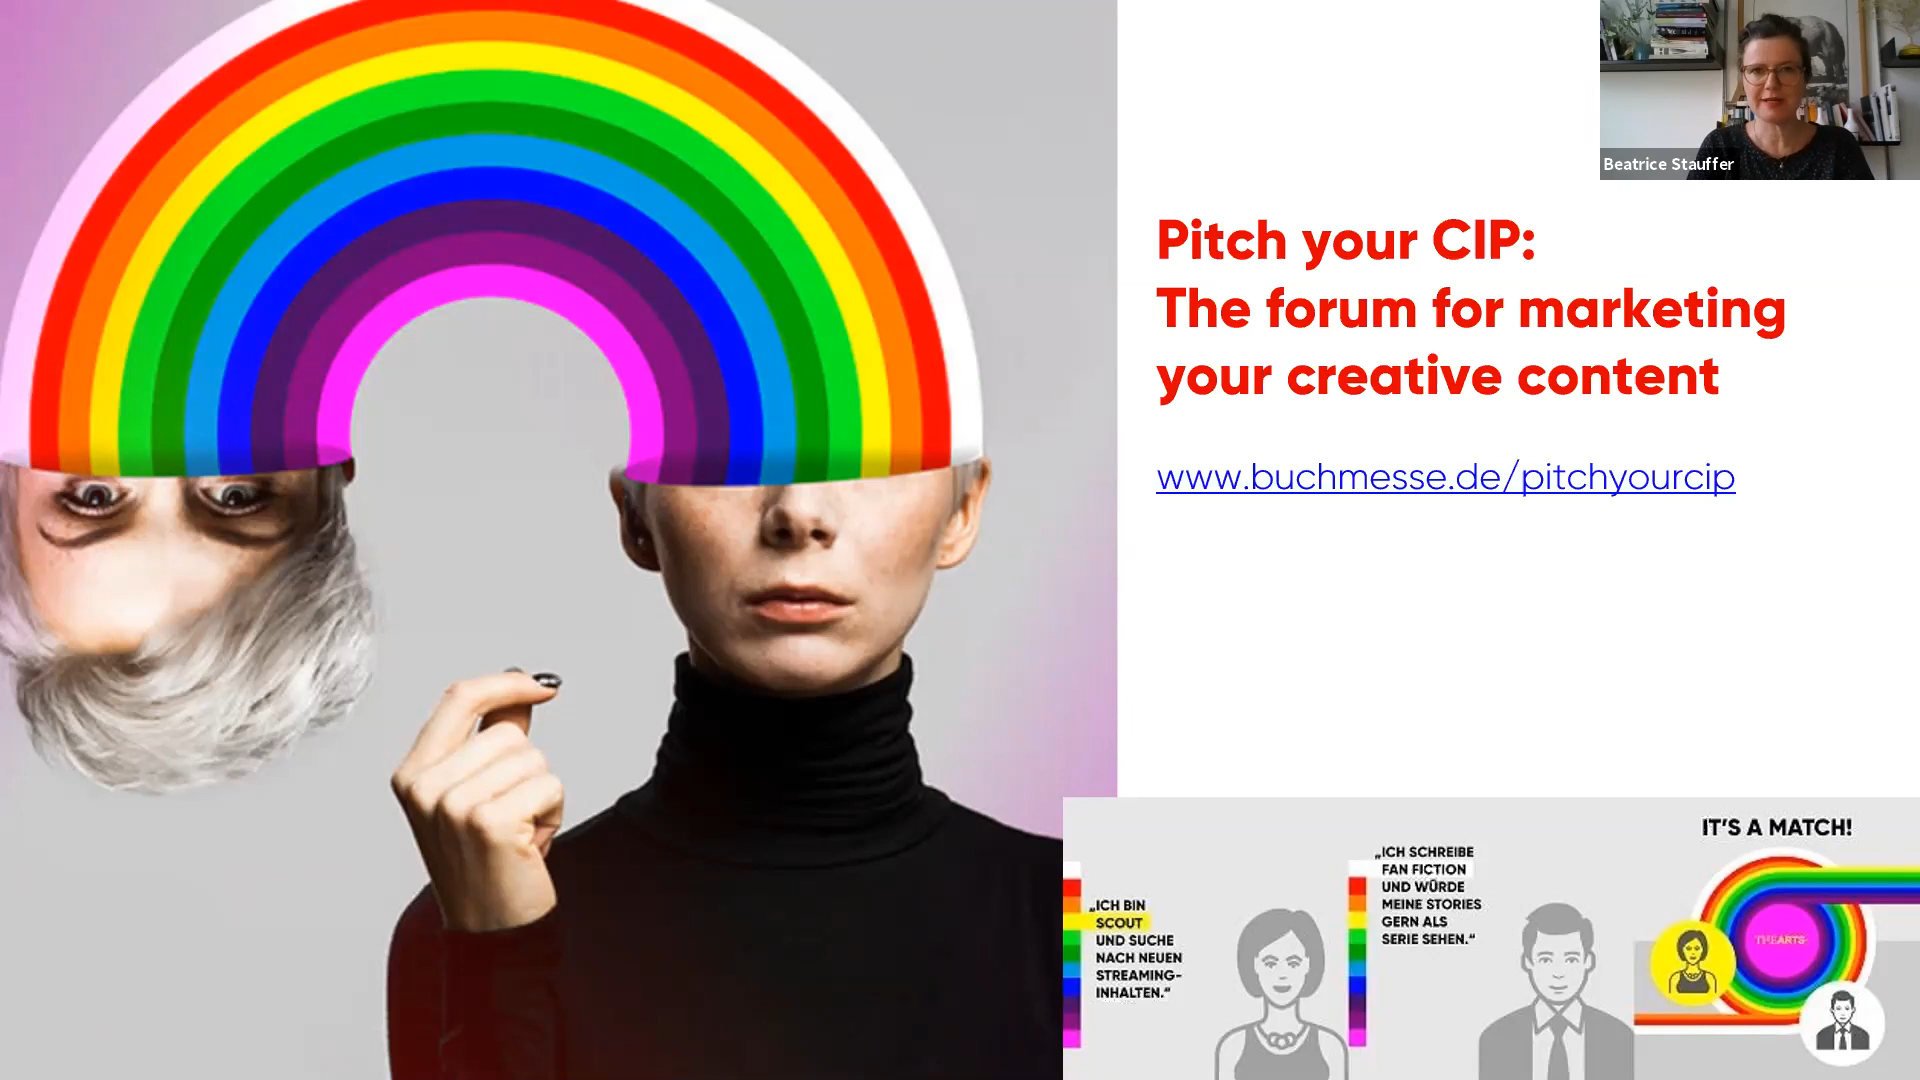 Beatrice Stauffer
Pitch your CIP:
The forum for marketing
your creative content
www.buchmesse.de/pitchyourcip
„ICH BIN
SCOUT
UND SUCHE
NACH NEUEN
STREAMING-
INHALTEN.“
„ICH SCHREIBE
FAN FICTION
UND WÜRDE
MEINE STORIES
GERN ALS
SERIE SEHEN.“
IT'S A MATCH!
THEARTS+